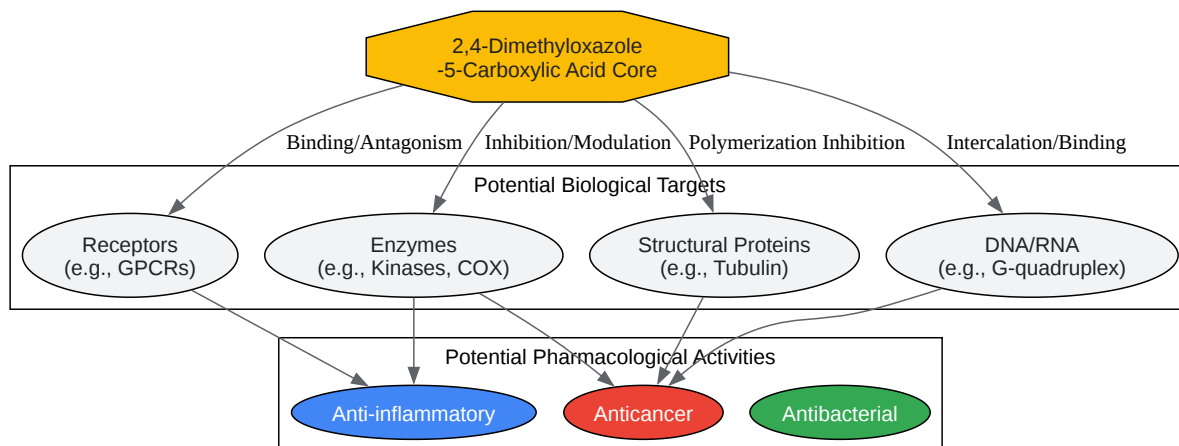 2,4-Dimethyloxazole
-5-Carboxylic Acid Core
Binding/Antagonism
Inhibition/Modulation
Polymerization Inhibition
Intercalation/Binding
Potential Biological Targets
Receptors
(e.g., GPCRs)
Enzymes
(e.g., Kinases, COX)
Structural Proteins
(e.g., Tubulin)
DNA/RNA
(e.g., G-quadruplex)
Potential Pharmacological Activities
Anti-inflammatory
Anticancer
Antibacterial